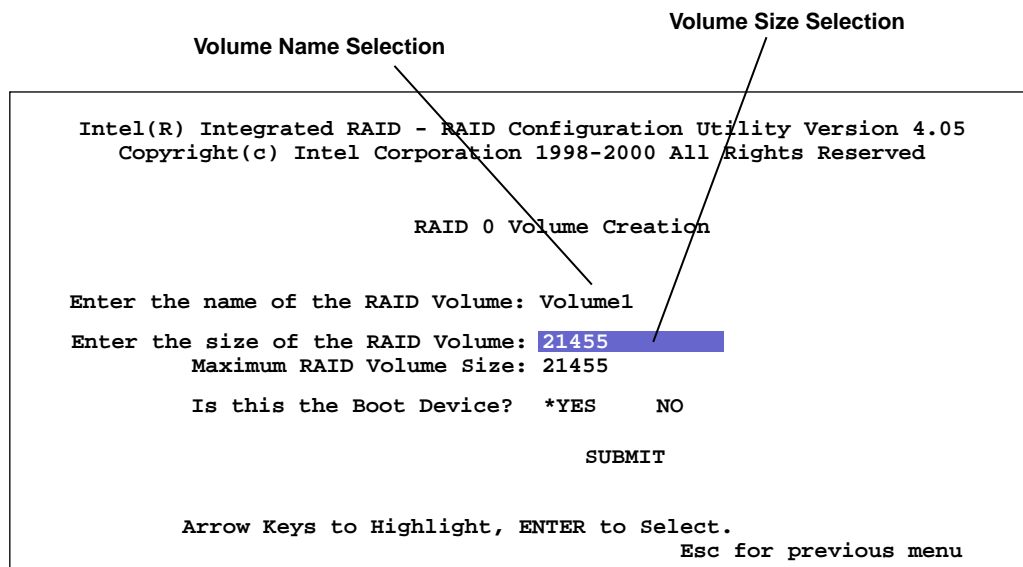 Volume Size Selection
Volume Name Selection
Intel(R) Integrated RAID - RAID Configuration Utility Version 4.05
Copyright(c) Intel Corporation 1998-2000 All Rights Reserved
RAID 0 Volume Creation
Enter the name of the RAID Volume: Volume1
Enter the size of the RAID Volume: 21455
Maximum RAID Volume Size: 21455
Is this the Boot Device? *YES NO
SUBMIT
Arrow Keys to Highlight, ENTER to Select.
Esc for previous menu